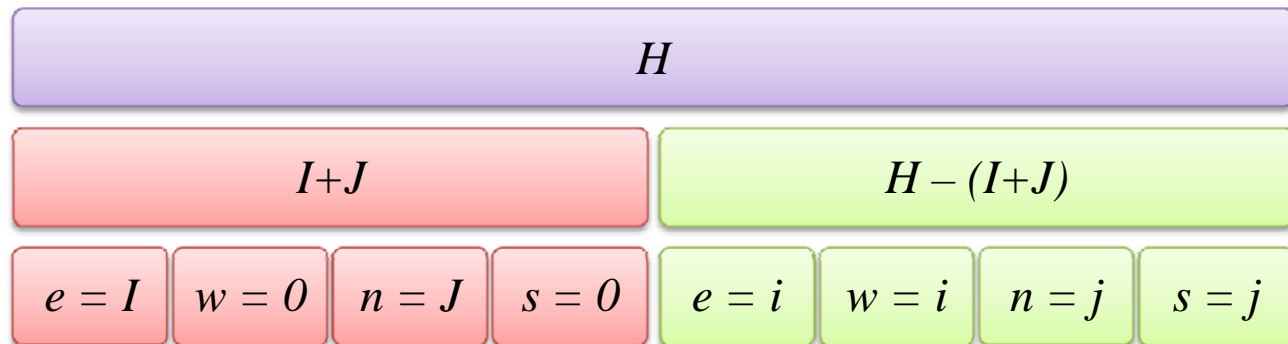 H
I+J
H – (I+J)
e = I
w = 0
n = J
s = 0
e = i
w = i
n = j
s = j